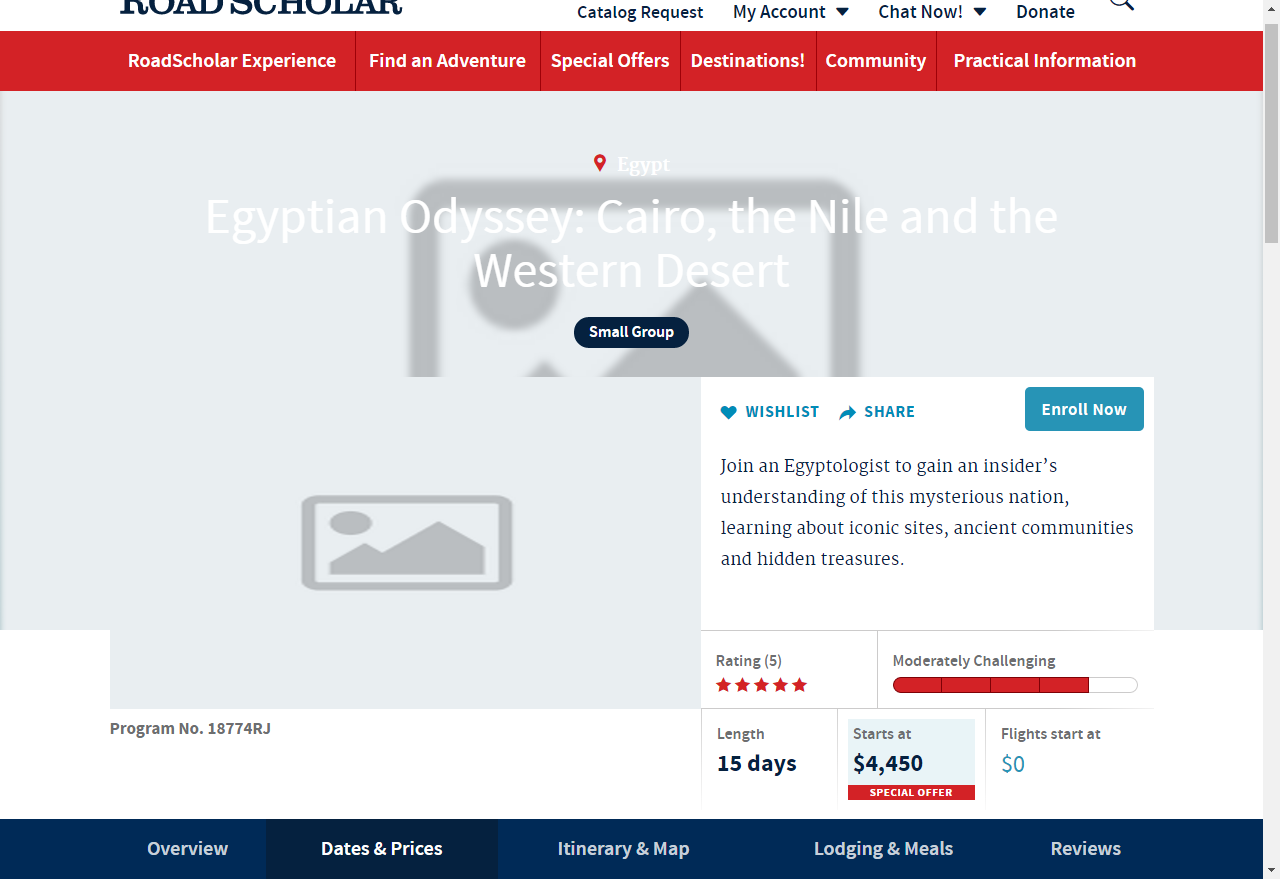 ROAD SCHOLAR
Catalog Request
My Account
Chat Now!
Donate
RoadScholar Experience
Find an Adventure
Special Offers
Destinations!
Community
Practical Information
Egypt
Egyptian Odyssey: Cairo, the Nile and the
Western Desert
Small Group
WISHLIST
SHARE
Enroll Now
Join an Egyptologist to gain an insider’s
understanding of this mysterious nation,
learning about iconic sites, ancient communities
and hidden treasures.
Rating (5)
Moderately Challenging
Program No. 18774RJ
Length
15 days
Starts at
$4,450
SPECIAL OFFER
Flights start at
$0
Overview
Dates & Prices
Itinerary & Map
Lodging & Meals
Reviews